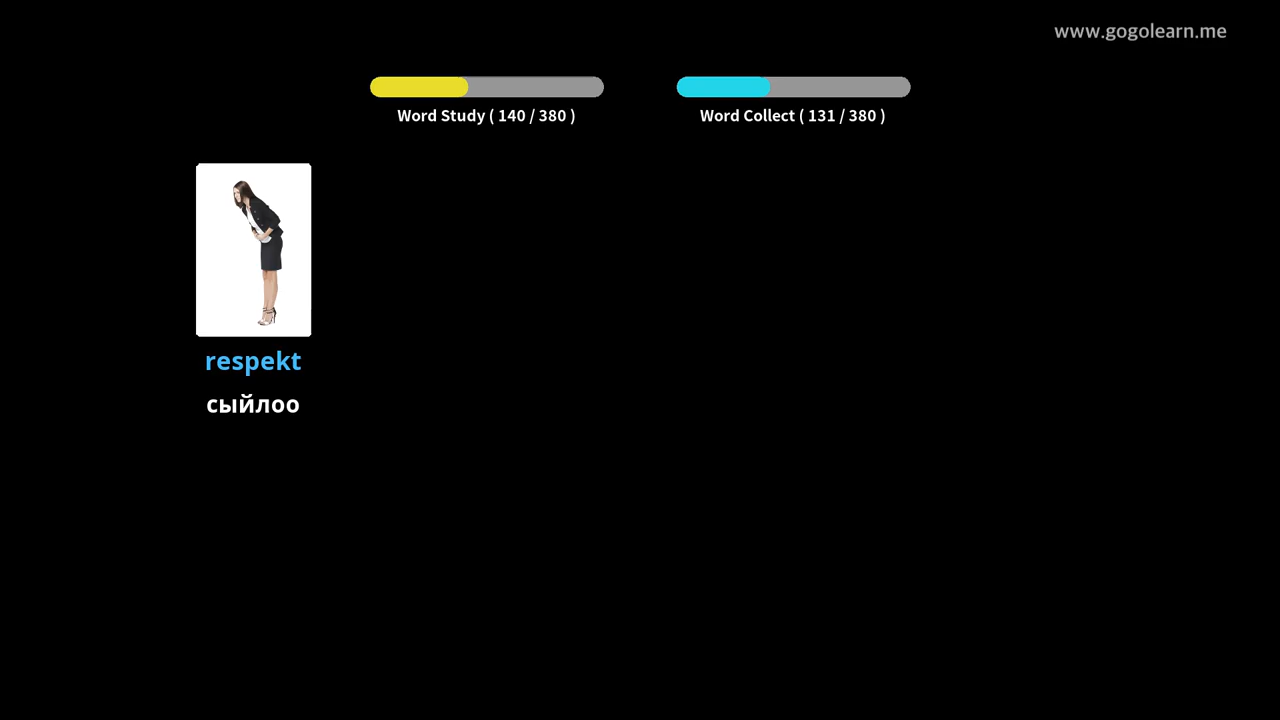 www.gogolearn.me
Word Study ( 140 / 380 )
Word Collect ( 131 / 380 )
respekt
сыйлоо